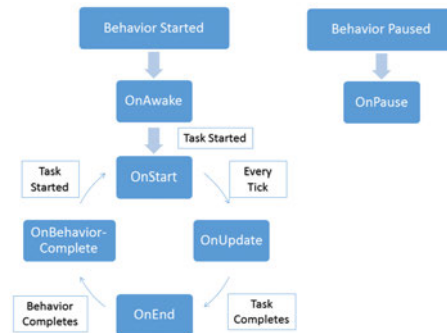 Behavior Started
Behavior Paused
OnAwake
OnPause
Task Started
Task
Started
OnStart
Every
Tick
OnBehavior-
Complete
OnUpdate
Behavior
Completes
OnEnd
Task
Completes